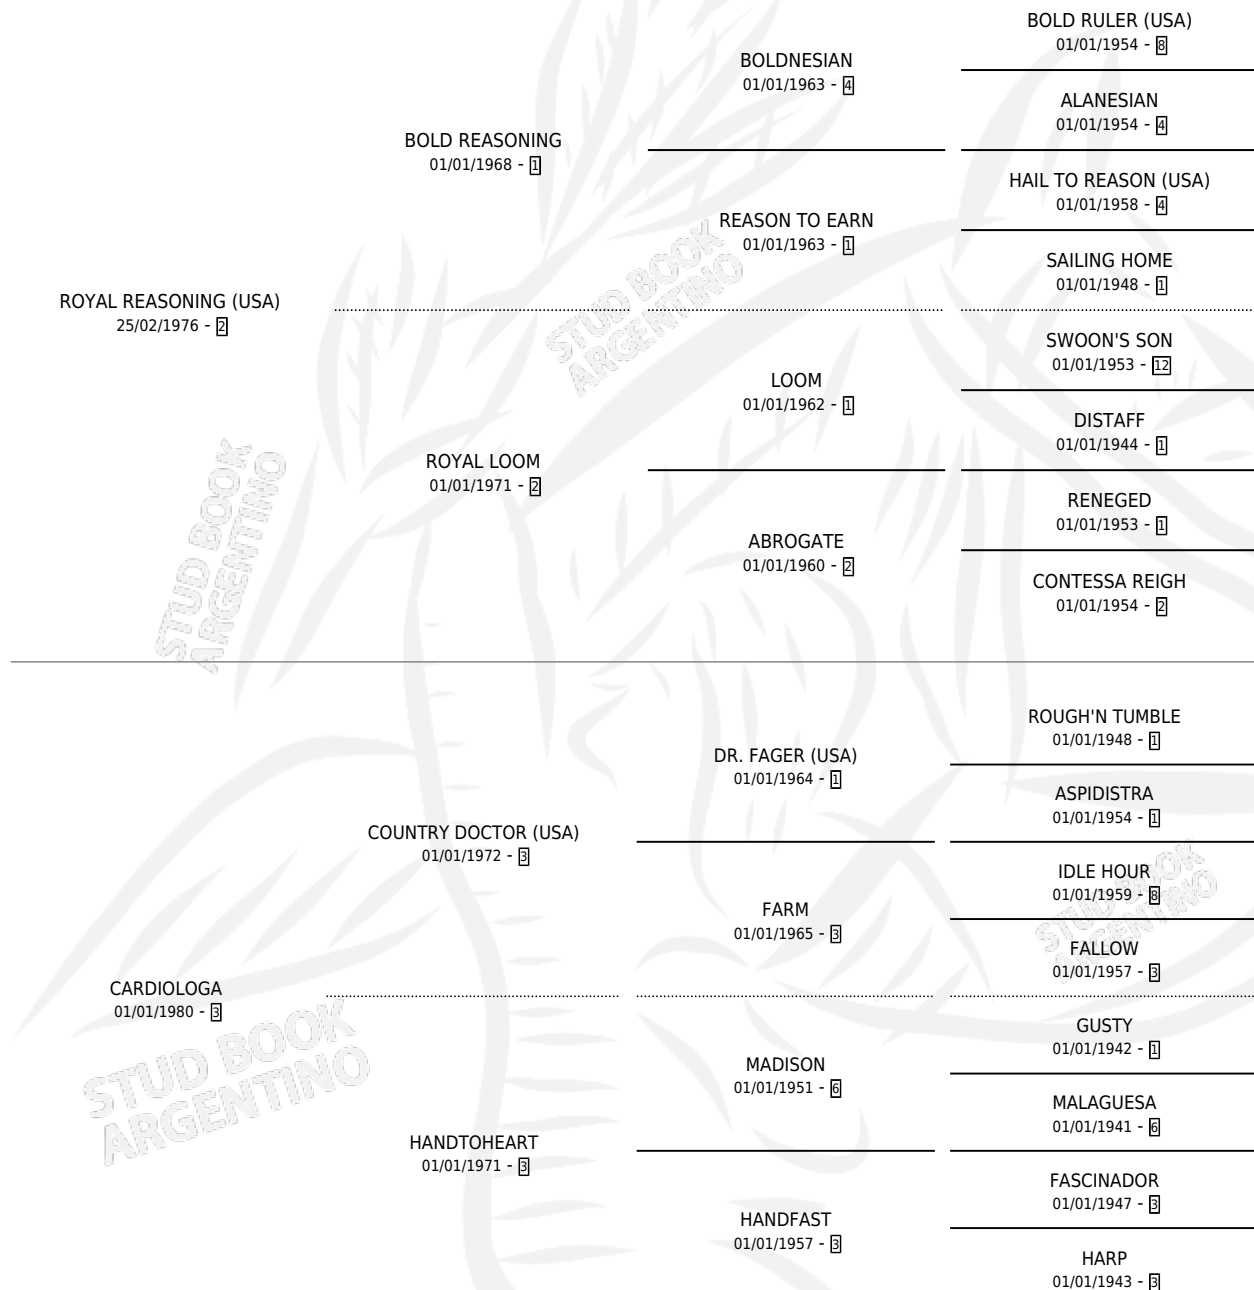 ROYAL REASONING (USA)
25/02/1976 - 2
BOLD REASONING
01/01/1968 - 1
BOLDNESIAN
01/01/1963 - 4
BOLD RULER (USA)
01/01/1954 - 8
ALANESIAN
01/01/1954 - 4
REASON TO EARN
01/01/1963 - 1
HAIL TO REASON (USA)
01/01/1958 - 4
SAILING HOME
01/01/1948 - 1
ROYAL LOOM
01/01/1971 - 2
LOOM
01/01/1962 - 1
SWOON'S SON
01/01/1953 - 12
DISTAFF
01/01/1944 - 1
ABROGATE
01/01/1960 - 2
RENEGED
01/01/1953 - 1
CONTESSA REIGH
01/01/1954 - 2
CARDIOLOGA
01/01/1980 - 3
COUNTRY DOCTOR (USA)
01/01/1972 - 3
DR. FAGER (USA)
01/01/1964 - 1
ROUGH'N TUMBLE
01/01/1948 - 1
ASPIDISTRA
01/01/1954 - 1
FARM
01/01/1965 - 3
IDLE HOUR
01/01/1959 - 8
FALLOW
01/01/1957 - 3
HANDTOHEART
01/01/1971 - 3
MADISON
01/01/1951 - 6
GUSTY
01/01/1942 - 1
MALAGUESA
01/01/1941 - 6
HANDFAST
01/01/1957 - 3
FASCINADOR
01/01/1947 - 3
HARP
01/01/1943 - 3
STUD BOOK
ARGENTINO
STUD BOOK
ARGENTINO
STUD BOOK
ARGENTINO
STUD BOOK
ARGENTINO